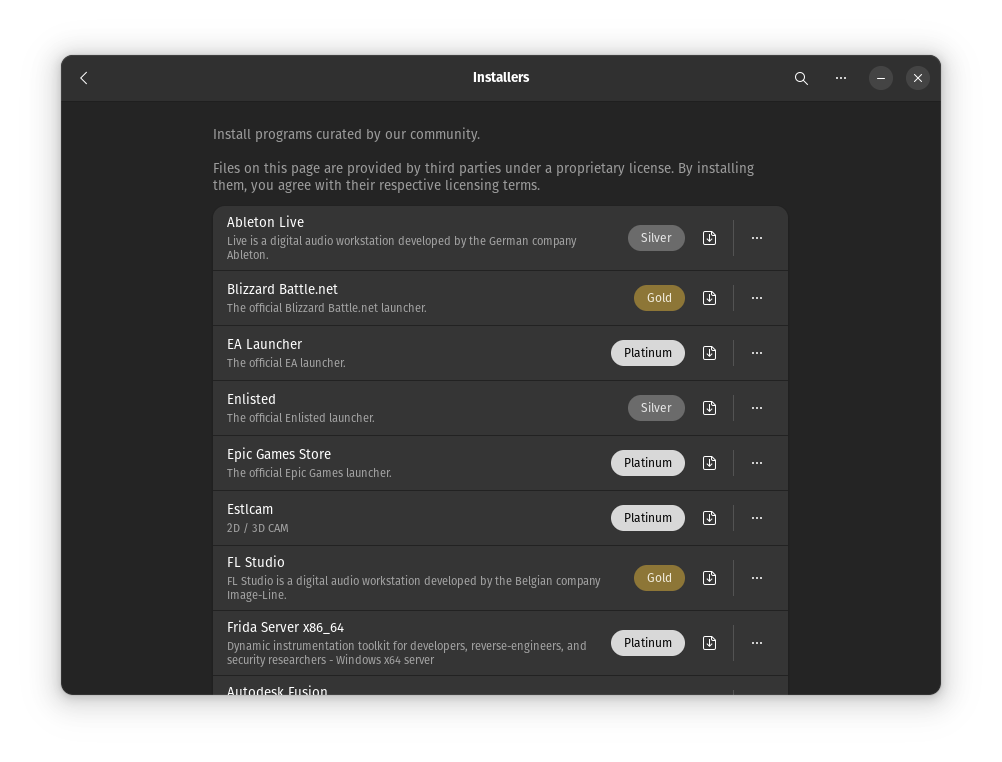 Installers
Install programs curated by our community.
Files on this page are provided by third parties under a proprietary license. By installing
them, you agree with their respective licensing terms.
Ableton Live
Live is a digital audio workstation developed by the German company
Ableton.
Silver
Blizzard Battle.net
The official Blizzard Battle.net launcher.
Gold
EA Launcher
The official EA launcher.
Platinum
Enlisted
The official Enlisted launcher.
Silver
Epic Games Store
The official Epic Games launcher.
Platinum
Estlcam
2D / 3D CAM
Platinum
FL Studio
FL Studio is a digital audio workstation developed by the Belgian company
Image-Line.
Gold
Frida Server x86_64
Dynamic instrumentation toolkit for developers, reverse-engineers, and
security researchers - Windows x64 server
Platinum
Autodesk Fusion